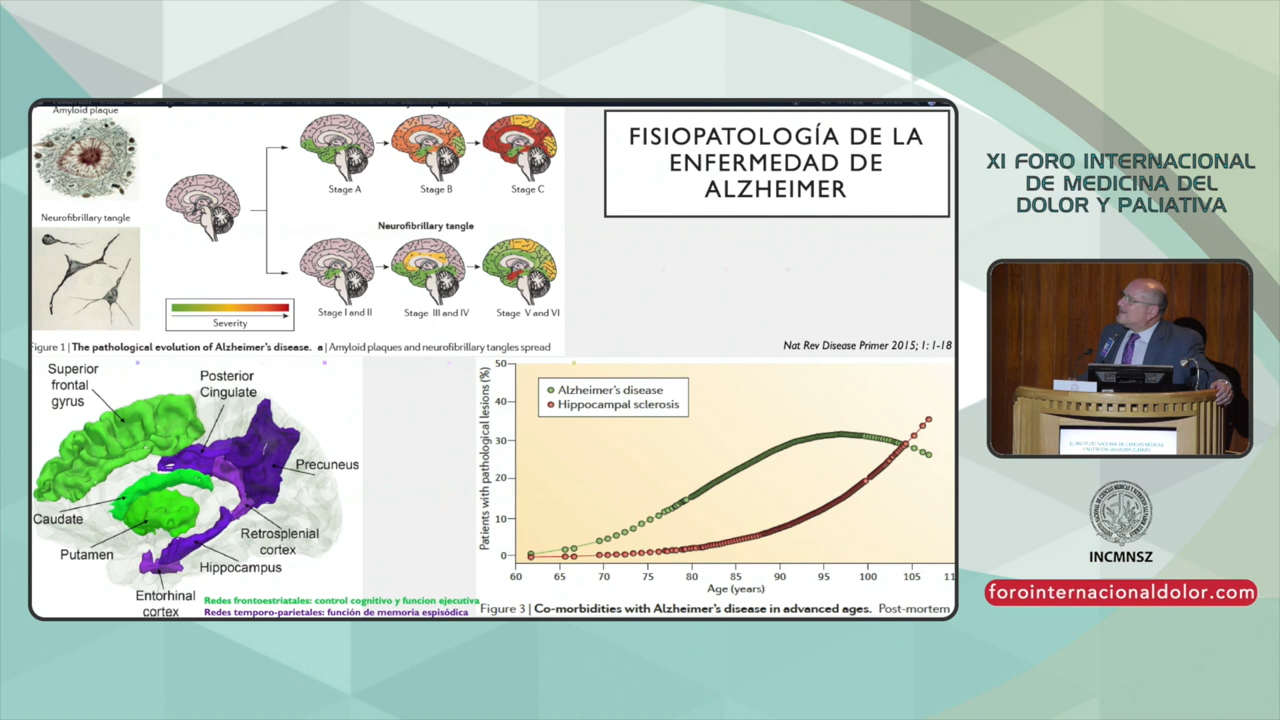 Amyloid plaque
Stage A
Stage B
Stage C
Neurofibrillary tangle
Neurofibrillary tangle
Stage I and II
Stage III and IV
Stage V and VI
Severity
igure 1 | The pathological evolution of Alzheimer's disease. a | Amyloid plaques and neurofibrillary tangles spread
FISIOPATOLOGÍA DE LA
ENFERMEDAD DE
ALZHEIMER
Nat Rev Disease Primer 2015; 1: 1-18
Superior
frontal
gyrus
Posterior
Cingulate
Precuneus
Caudate
Putamen
Retrosplenial
cortex
Hippocampus
Entorhinal
cortex
Redes frontoestriatales: control cognitivo y funcion ejecutiva
Redes temporo-parietales: función de memoria espisódica
Patients with pathological lesions (%)
50
40
30
20
10
0
Alzheimer's disease
Hippocampal sclerosis
60 65 70 75 80 85 90 95 100 105 11
Age (years)
Figure 3 | Co-morbidities with Alzheimer's disease in advanced ages. Post-mortem
XI FORO INTERNACIONAL
DE MEDICINA DEL
DOLOR Y PALIATIVA
INCMNSZ
forointernacionaldolor.com